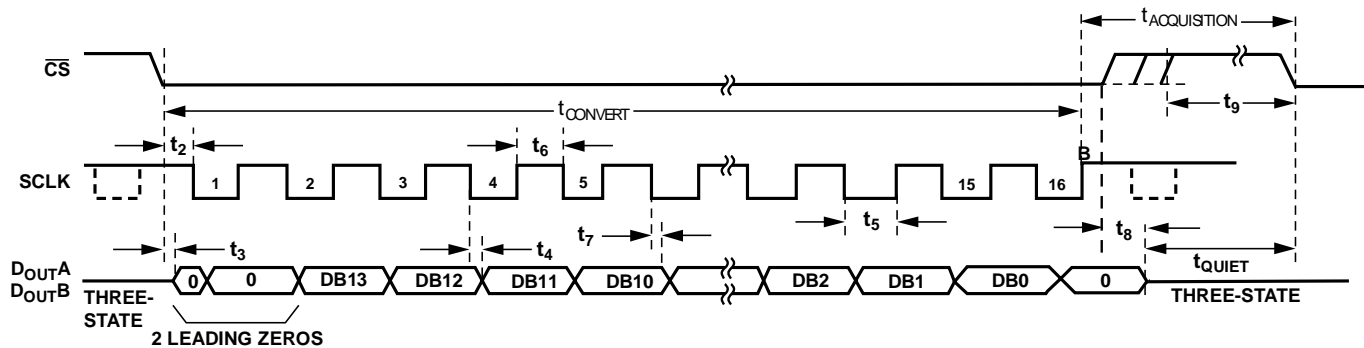 tACQUISITION
CS
tCONVERT
t9
t2
t6
B
SCLK
1
2
3
4
5
15
16
t3
t4
t7
t5
t8
DOUTA
DOUTB
0
0
DB13
DB12
DB11
DB10
DB2
DB1
DB0
0
tQUIET
THREE-
STATE
THREE-STATE
2 LEADING ZEROS